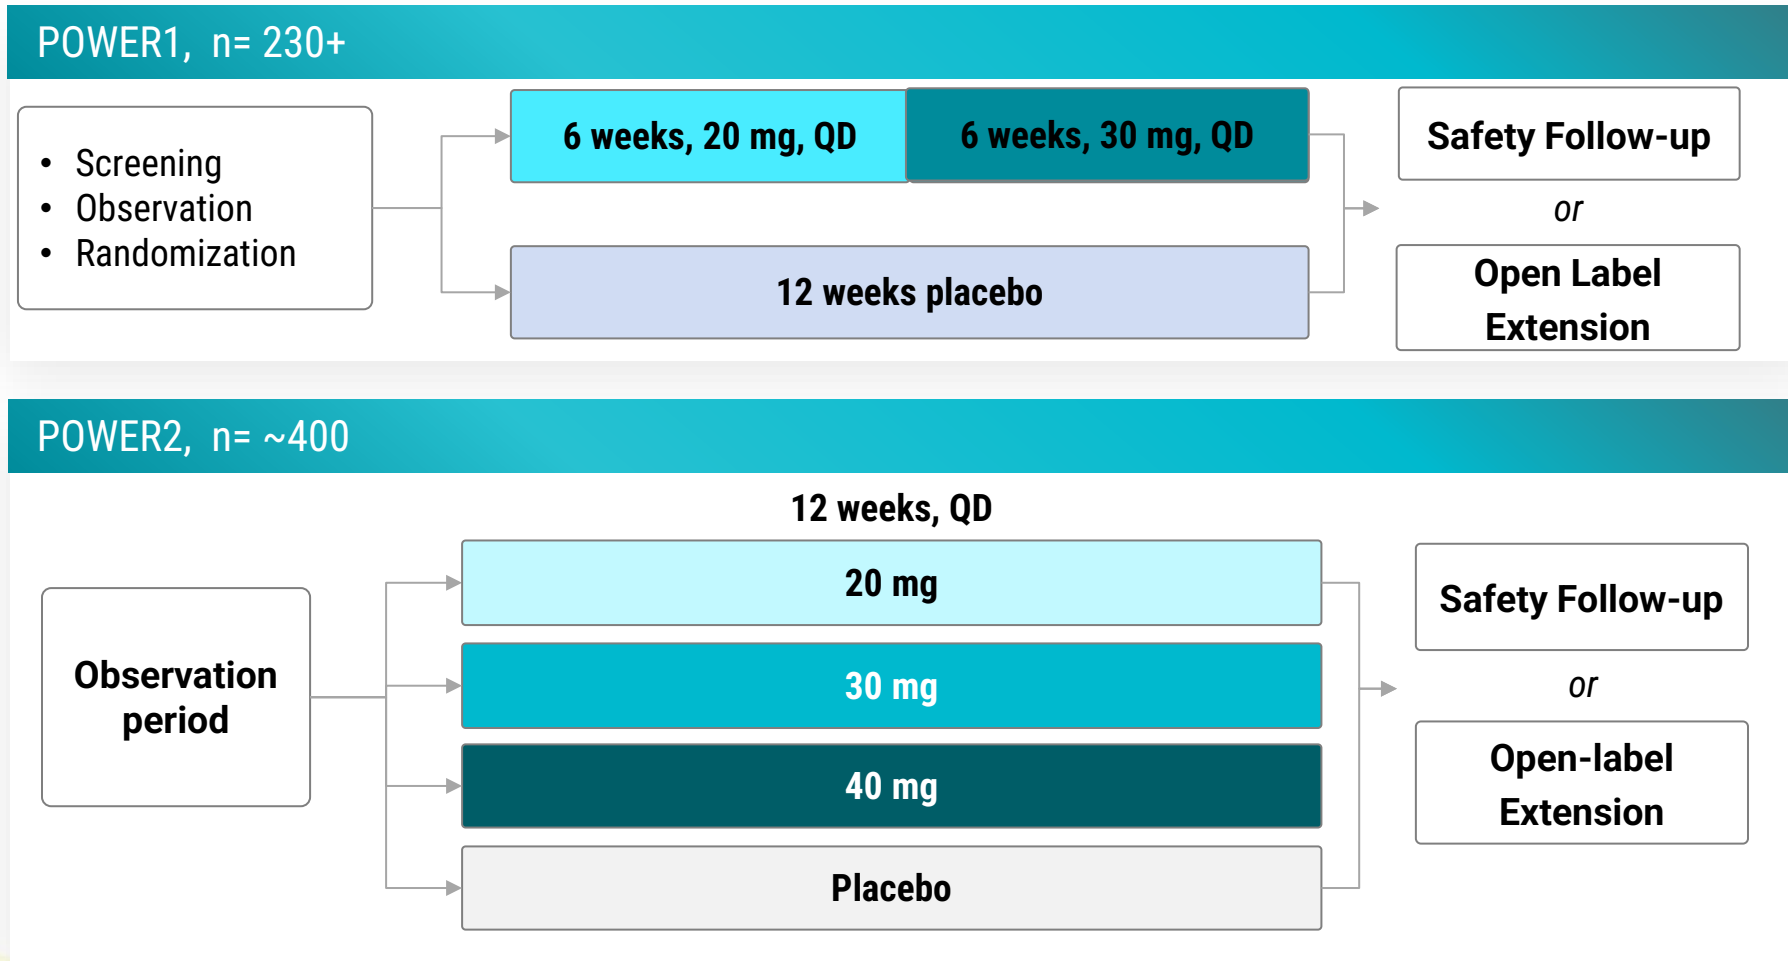 POWER1, n= 230+
• Screening
• Observation
• Randomization
6 weeks, 20 mg, QD
6 weeks, 30 mg, QD
12 weeks placebo
Safety Follow-up
or
Open Label
Extension
POWER2, n= ~400
Observation
period
12 weeks, QD
20 mg
30 mg
40 mg
Placebo
Safety Follow-up
or
Open-label
Extension